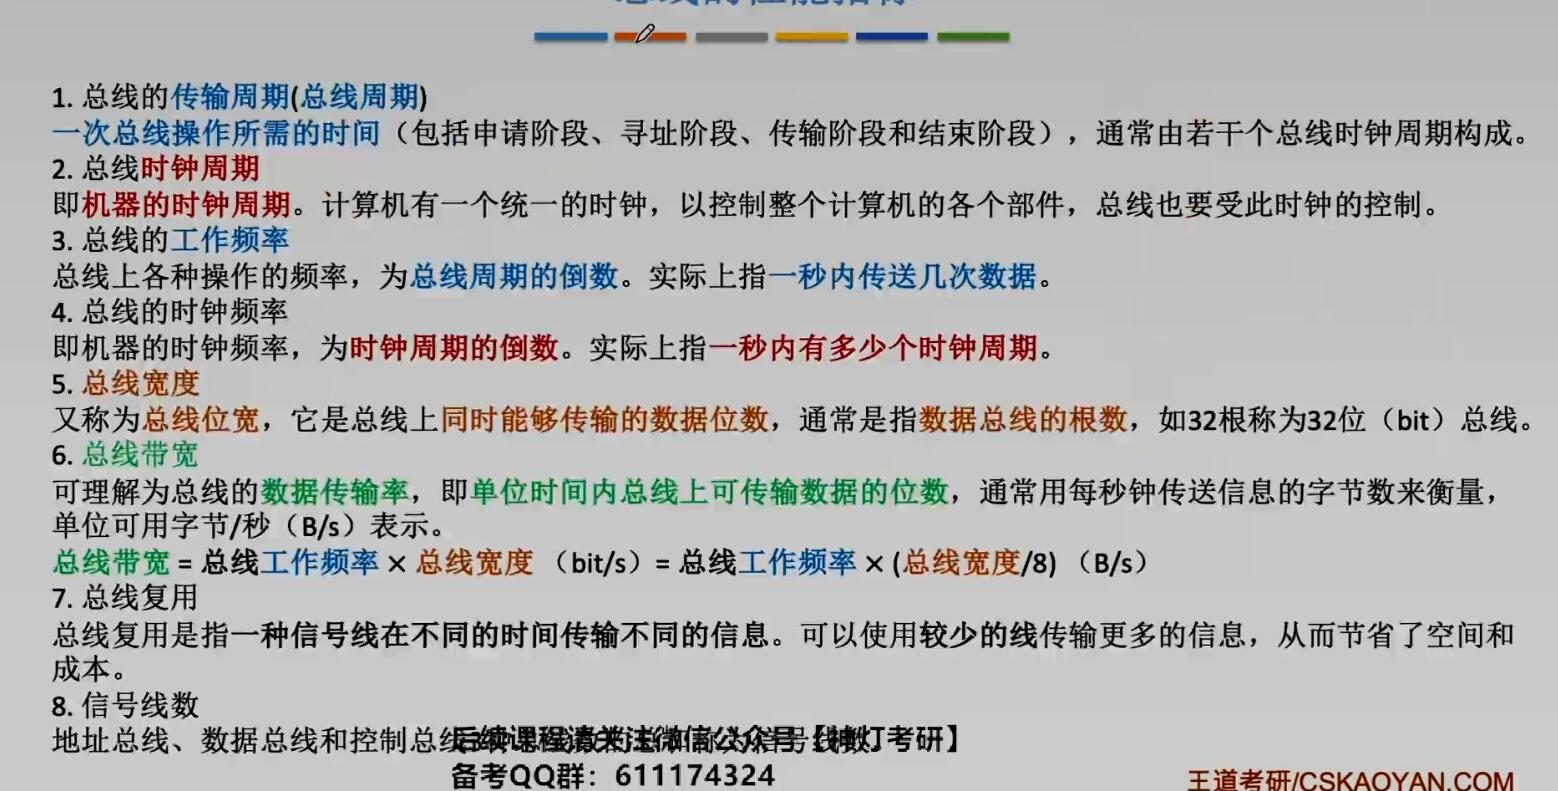 总线的性能指标
1. 总线的传输周期(总线周期)
一次总线操作所需的时间（包括申请阶段、寻址阶段、传输阶段和结束阶段），通常由若干个总线时钟周期构成。
2. 总线时钟周期
即机器的时钟周期。计算机有一个统一的时钟，以控制整个计算机的各个部件，总线也要受此时钟的控制。
3. 总线的工作频率
总线上各种操作的频率，为总线周期的倒数。实际上指一秒内传送几次数据。
4. 总线的时钟频率
即机器的时钟频率，为时钟周期的倒数。实际上指一秒内有多少个时钟周期。
5. 总线宽度
又称为总线位宽，它是总线上同时能够传输的数据位数，通常是指数据总线的根数，如32根称为32位（bit）总线。
6. 总线带宽
可理解为总线的数据传输率，即单位时间内总线上可传输数据的位数，通常用每秒钟传送信息的字节数来衡量，
单位可用字节/秒（B/s）表示。
总线带宽 = 总线工作频率 × 总线宽度 （bit/s）= 总线工作频率 × (总线宽度/8) （B/s）
7. 总线复用
总线复用是指一种信号线在不同的时间传输不同的信息。可以使用较少的线传输更多的信息，从而节省了空间和
成本。
8. 信号线数
地址总线、数据总线和控制总线
后续课程请关注微信公众号【神灯考研】
备考QQ群：611174324
王道考研/CSKAOYAN.COM